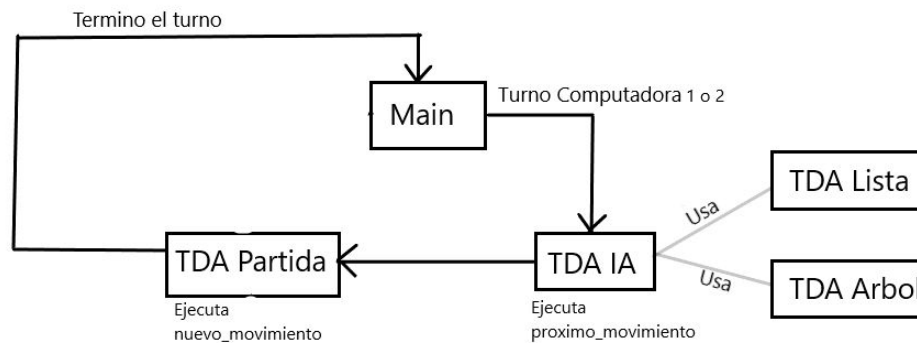 Termino el turno
Main
Turno Computadora 1 o 2
TDA Lista
Usa
TDA Partida
TDA IA
Usa
TDA Arbol
Ejecuta
nuevo_movimiento
Ejecuta
proximo_movimiento